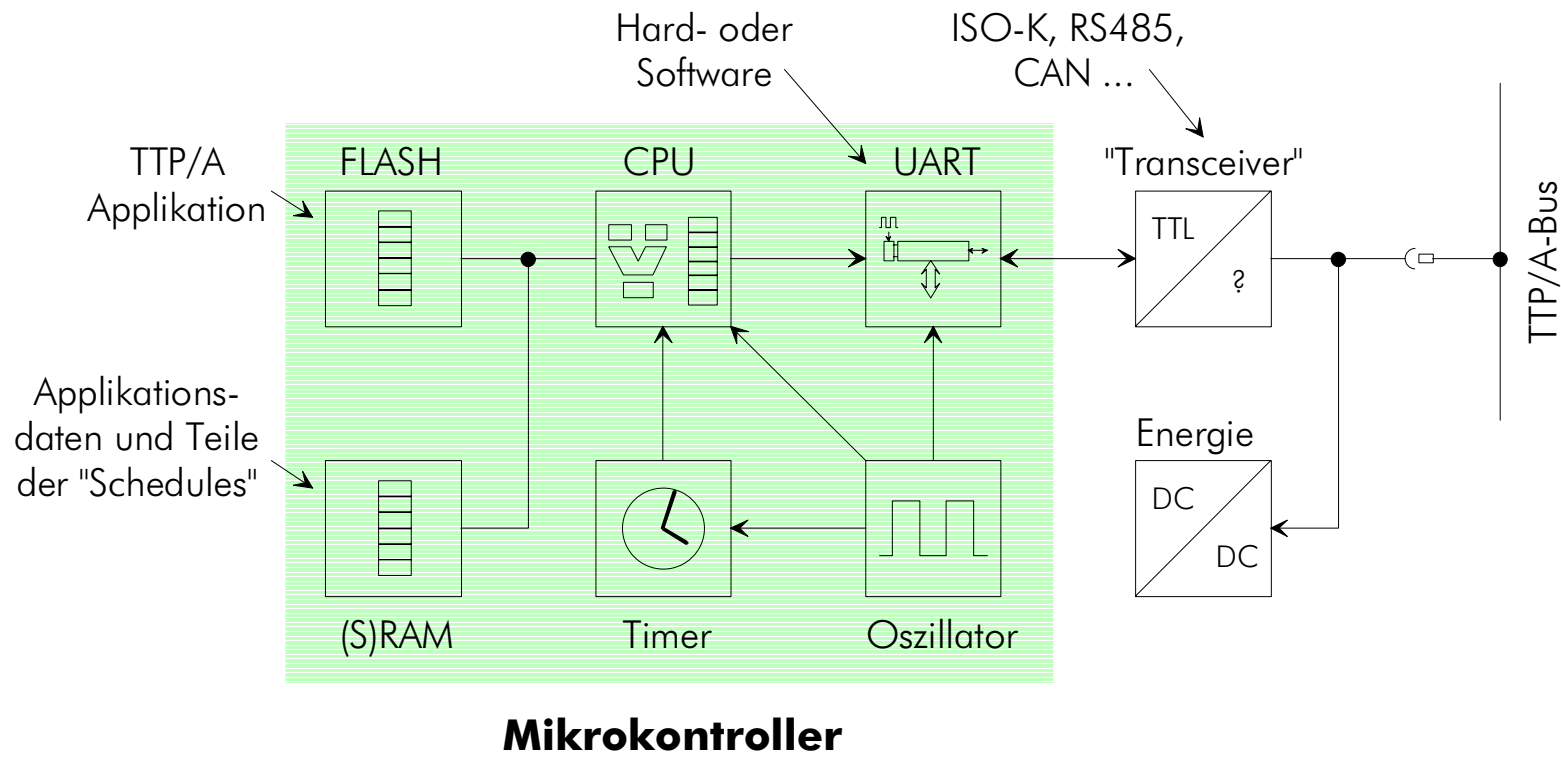 Hard- oder
Software
ISO-K, RS485,
CAN ...
TTP/A
Applikation
FLASH
CPU
UART
"Transceiver"
TTL
?
TTP/A-Bus
Applikations-
daten und Teile
der "Schedules"
Energie
DC
DC
(S)RAM
Timer
Oszillator
Mikrokontroller